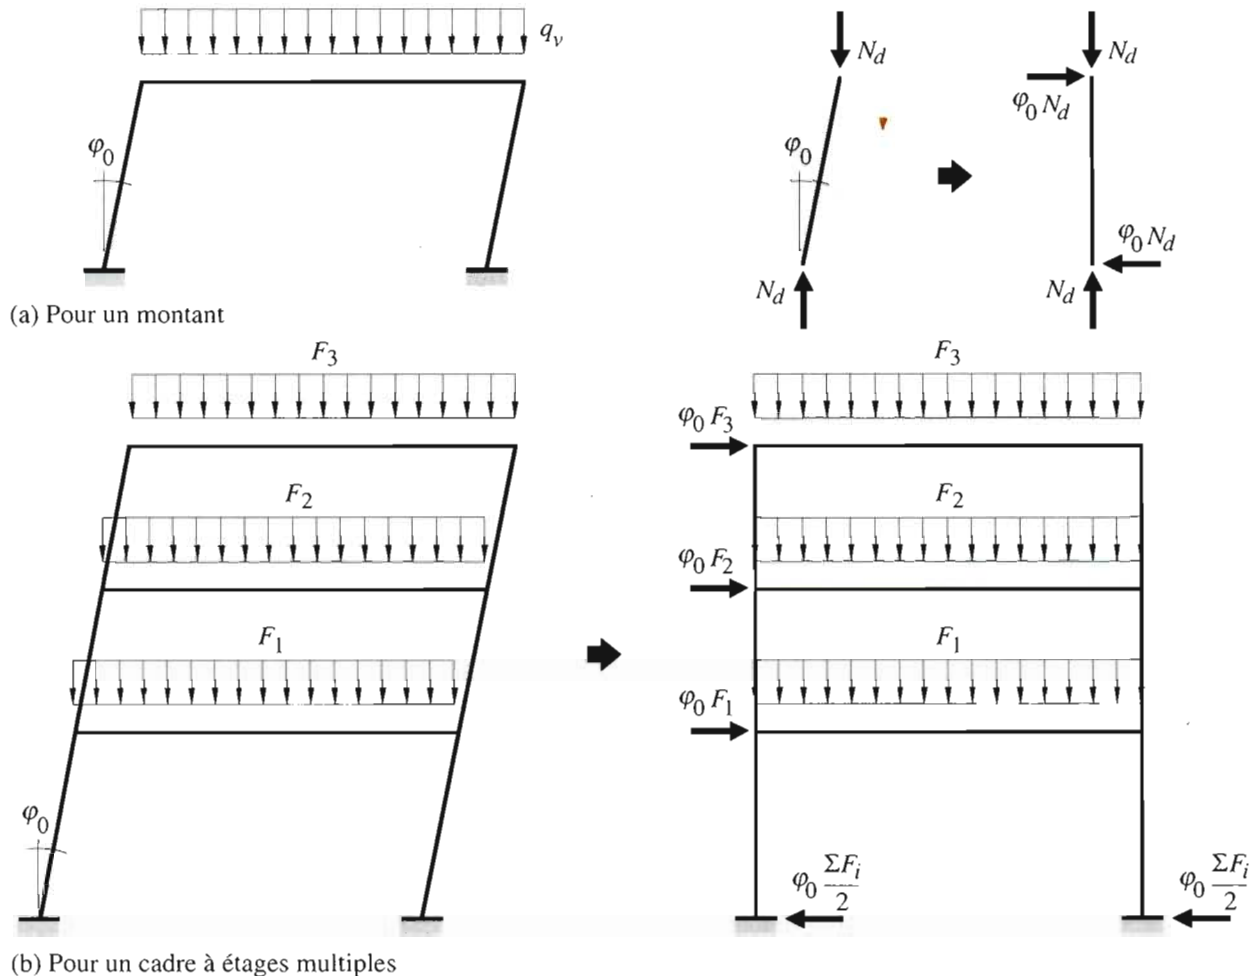 q_v
φ_0
N_d
N_d
φ_0 N_d
φ_0
φ_0 N_d
N_d
N_d
(a) Pour un montant
F_3
F_3
φ_0 F_3
F_2
F_2
φ_0 F_2
F_1
F_1
φ_0 F_1
φ_0
φ_0 ΣF_i/2
φ_0 ΣF_i/2
(b) Pour un cadre à étages multiples